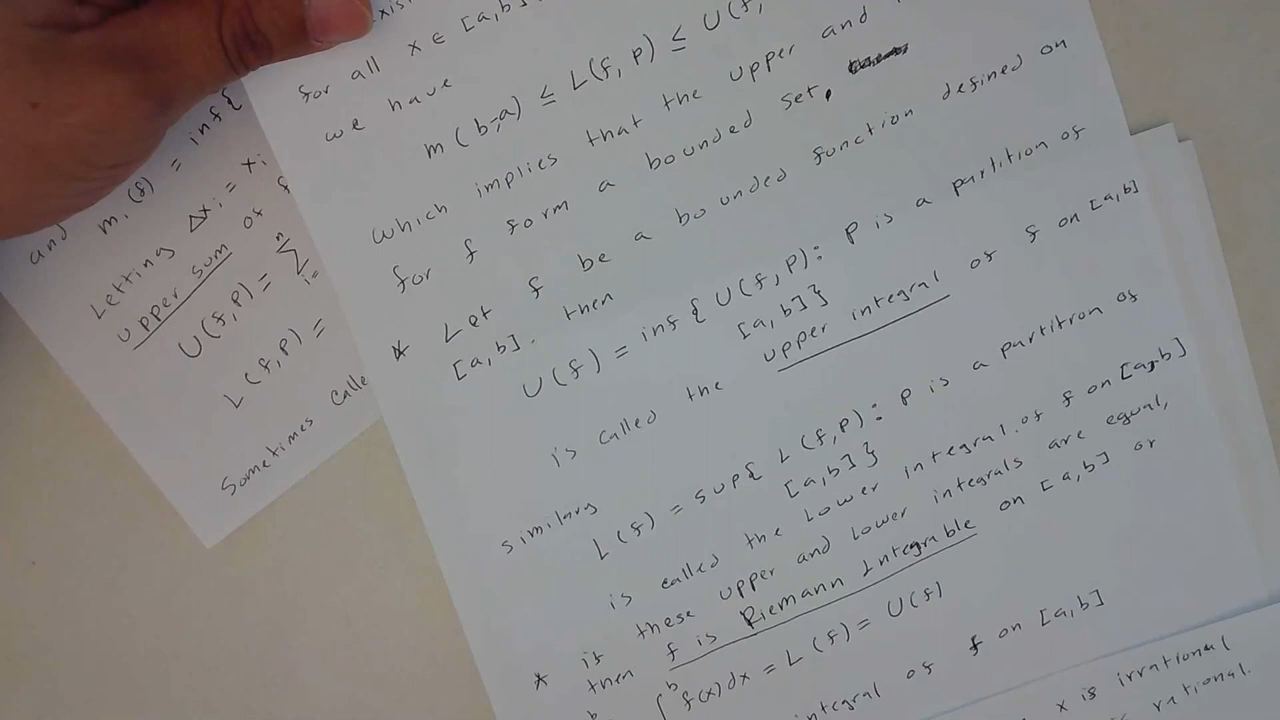 for all x ∈ [a,b]
we have
m(b-a) ≤ L(f, P) ≤ U(f,
which implies that the upper and
for f form a bounded set.
* Let f be a bounded function defined on
[a,b]. then
U(f) = inf{ U(f, P): P is a partition of
[a,b]}
is called the upper integral of f on [a,b]
similary
L(f) = sup{ L(f,P): P is a partitron of
[a,b]}
is called the lower integral of f on [a,b]
* if these upper and lower integrals are equal,
then f is Riemann Integrable on [a,b] or
∫ b f(x) dx = L(f) = U(f)
integral of f on [a,b]
x is irrational
rational.
and m.(f) = inf{
Letting Δxi = xi
upper sum of f
U(f,P) = Σ n i=
L(f,P) =
Sometimes calle